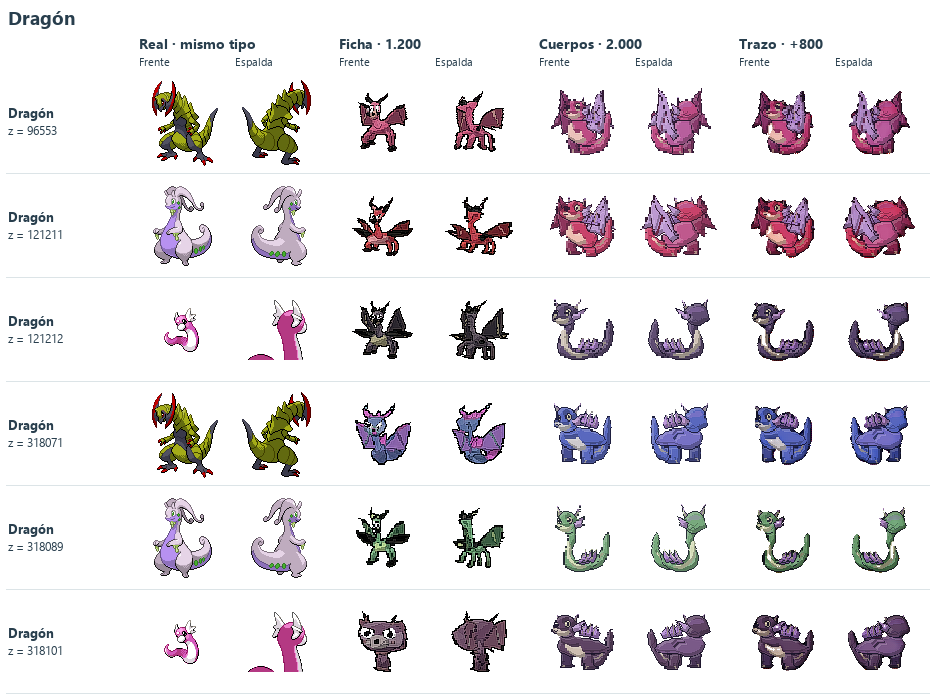 Dragón
Real · mismo tipo Ficha · 1.200 Cuerpos · 2.000 Trazo · +800
Frente Espalda Frente Espalda Frente Espalda Frente Espalda
Dragón
z = 96553
Dragón
z = 121211
Dragón
z = 121212
Dragón
z = 318071
Dragón
z = 318089
Dragón
z = 318101